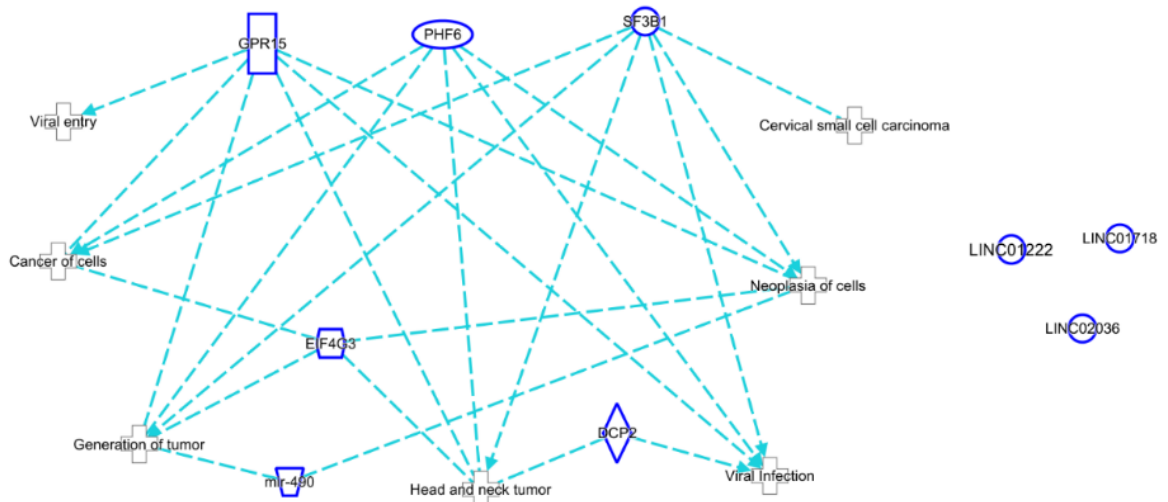 GPR15
PHF6
SF3B1
Viral entry
Cervical small cell carcinoma
LINC01718
LINC01222
Cancer of cells
Neoplasia of cells
LINC02036
EIF4G3
DCP2
Generation of tumor
Viral Infection
mir-490
Head and neck tumor